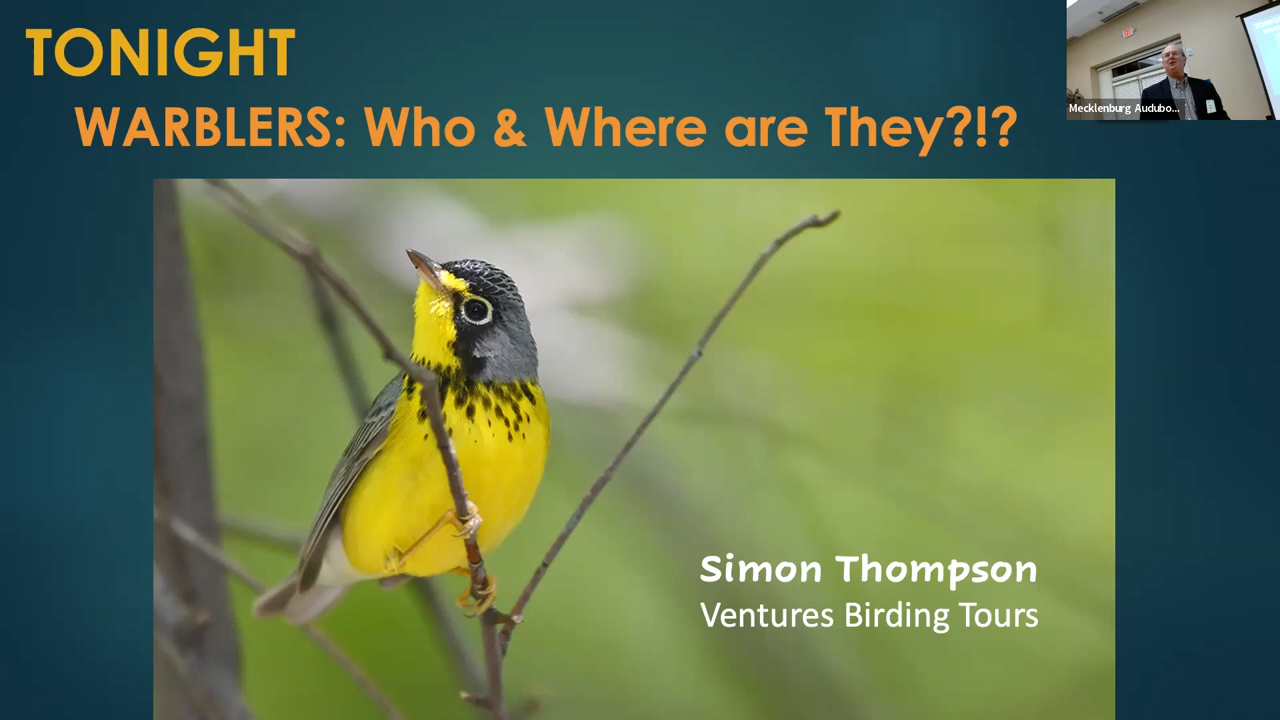 TONIGHT
WARBLERS: Who & Where are They?!?
Mecklenburg Audubo...
Simon Thompson
Ventures Birding Tours